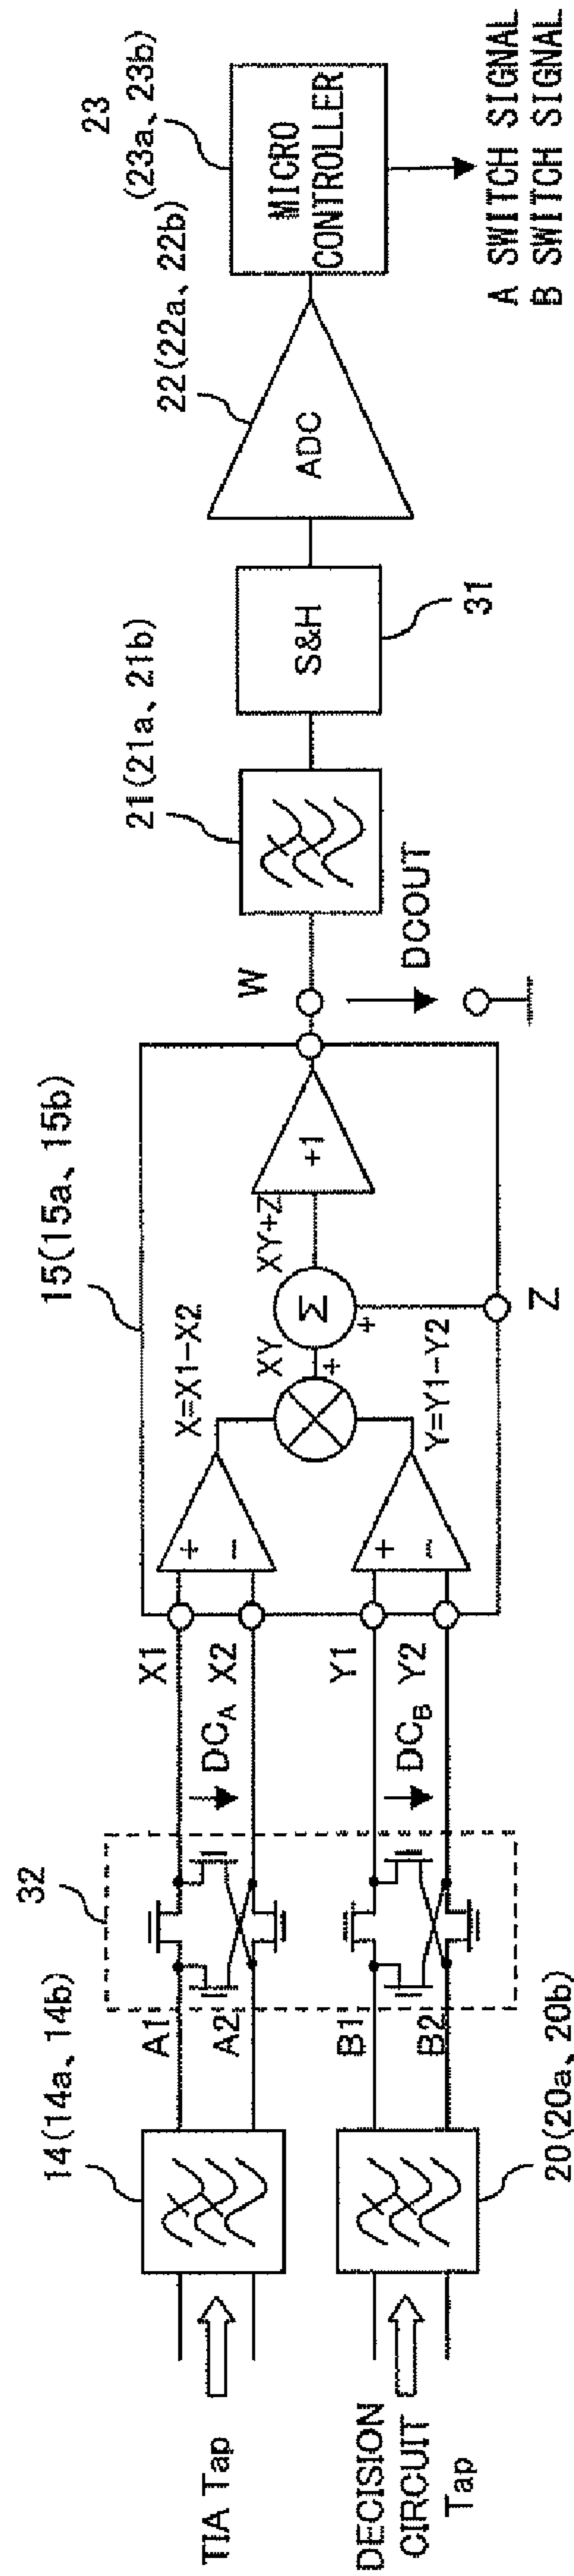 TIA Tap
DECISION
CIRCUIT
Tap
14(14a、14b)
20(20a、20b)
A1
A2
B1
B2
32
DCA
DCB
X1
X2
Y1
Y2
15(15a、15b)
+
−
+
−
X=X1−X2
Y=Y1−Y2
XY
+
+
Σ
XY+Z
+1
Z
W
DCOUT
21(21a、21b)
S&H
31
22(22a、22b)
ADC
23
(23a、23b)
MICRO
CONTROLLER
A SWITCH SIGNAL
B SWITCH SIGNAL